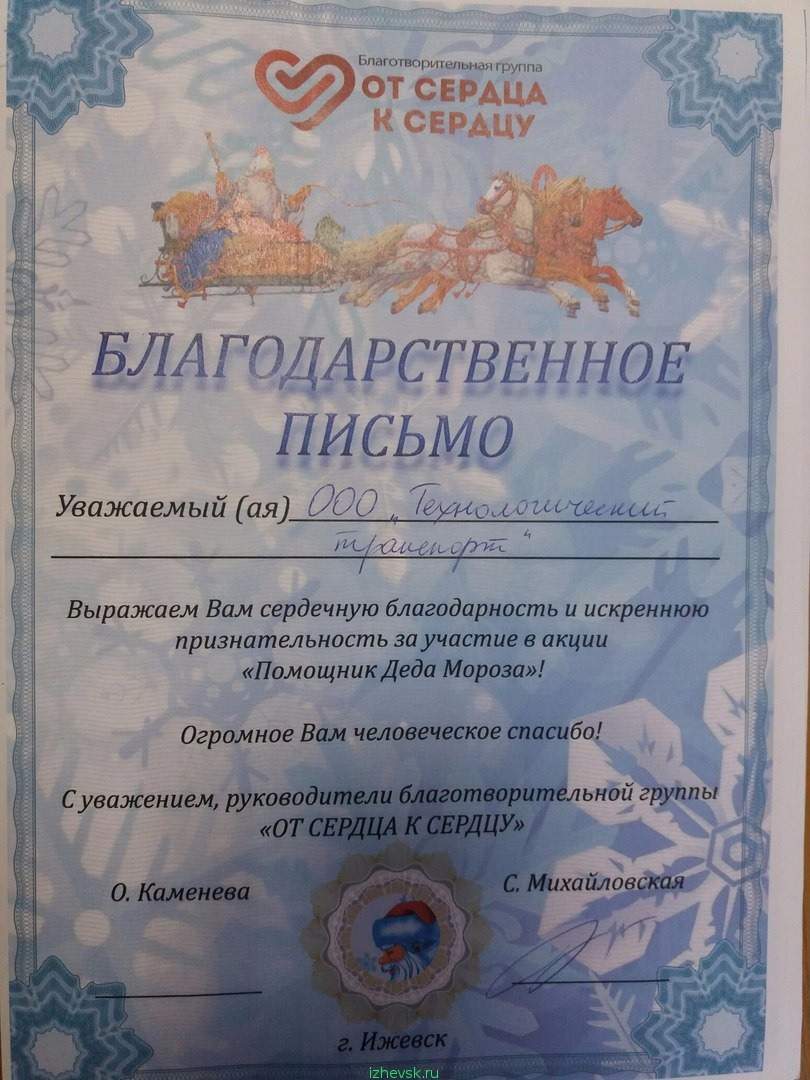 Благотворительная группа
ОТ СЕРДЦА
К СЕРДЦУ
БЛАГОДАРСТВЕННОЕ
ПИСЬМО
Уважаемый (ая) ООО "Технологический
транспорт"
Выражаем Вам сердечную благодарность и искреннюю
признательность за участие в акции
«Помощник Деда Мороза»!
Огромное Вам человеческое спасибо!
С уважением, руководители благотворительной группы
«ОТ СЕРДЦА К СЕРДЦУ»
О. Каменева
С. Михайловская
г. Ижевск
izhevsk.ru